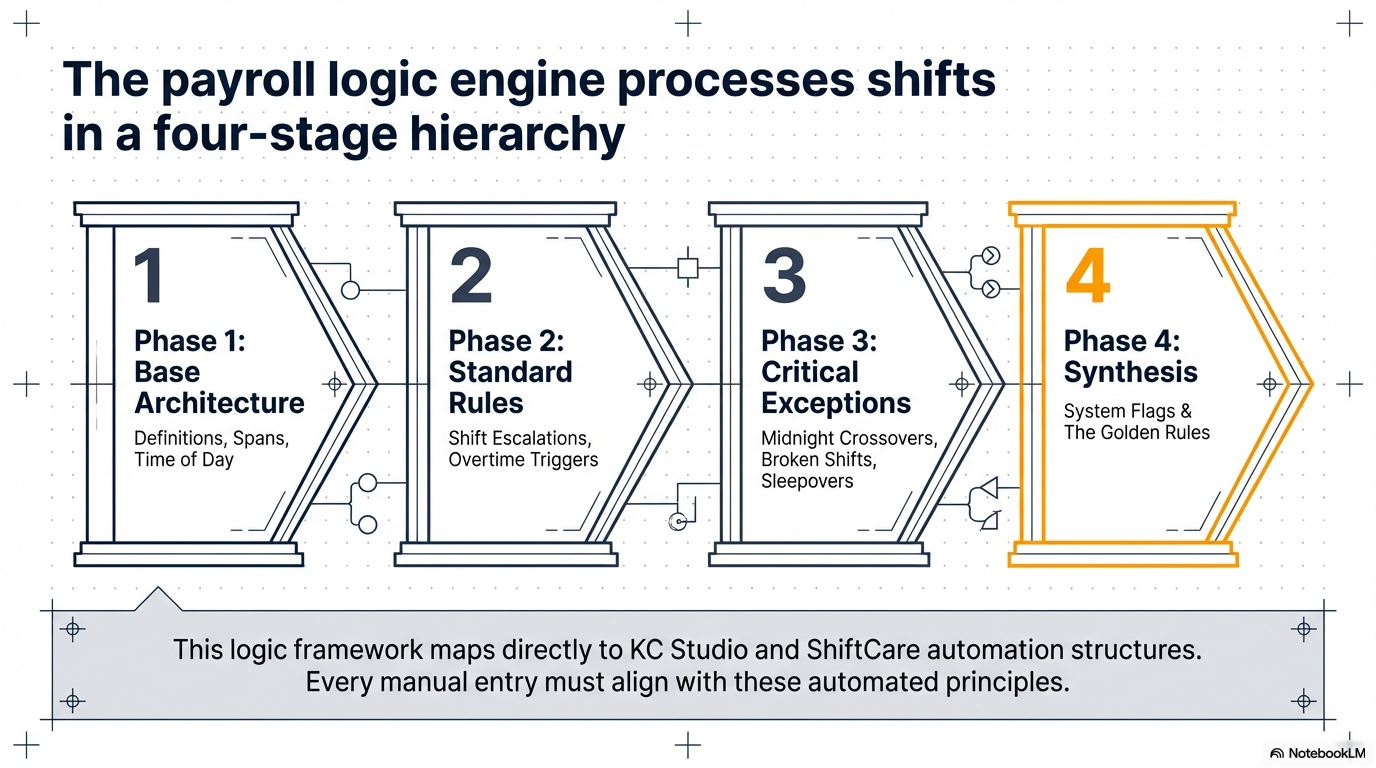 The payroll logic engine processes shifts
in a four-stage hierarchy
1
Phase 1:
Base
Architecture
Definitions, Spans,
Time of Day
2
Phase 2:
Standard
Rules
Shift Escalations,
Overtime Triggers
3
Phase 3:
Critical
Exceptions
Midnight Crossovers,
Broken Shifts,
Sleepovers
4
Phase 4:
Synthesis
System Flags &
The Golden Rules
This logic framework maps directly to KC Studio and ShiftCare automation structures.
Every manual entry must align with these automated principles.
NotebookLM